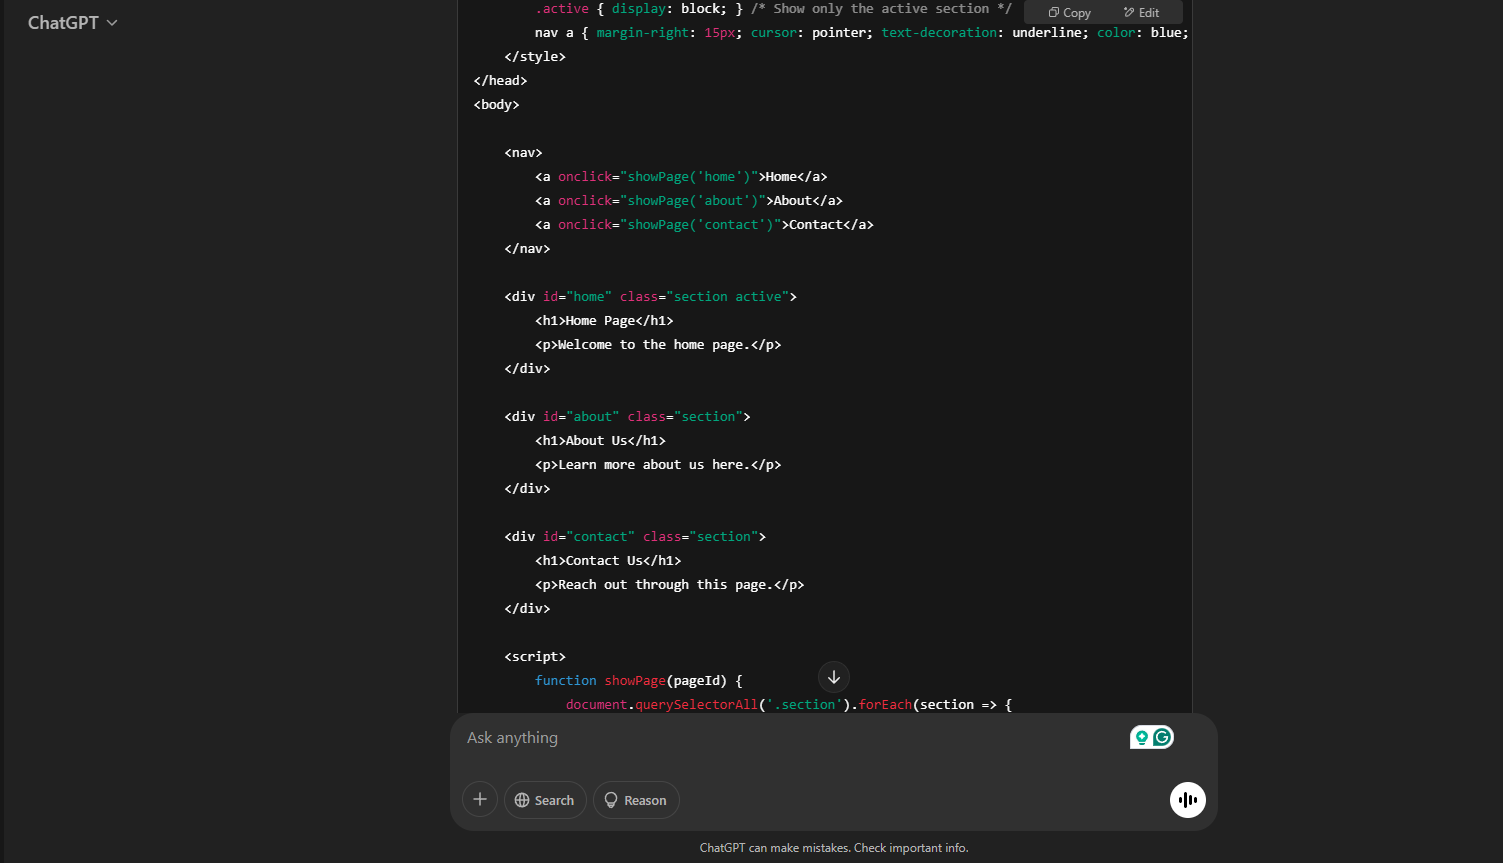 ChatGPT
.active { display: block; } /* Show only the active section */
Copy
Edit
nav a { margin-right: 15px; cursor: pointer; text-decoration: underline; color: blue;
</style>
</head>
<body>
<nav>
<a onclick="showPage('home')">Home</a>
<a onclick="showPage('about')">About</a>
<a onclick="showPage('contact')">Contact</a>
</nav>
<div id="home" class="section active">
<h1>Home Page</h1>
<p>Welcome to the home page.</p>
</div>
<div id="about" class="section">
<h1>About Us</h1>
<p>Learn more about us here.</p>
</div>
<div id="contact" class="section">
<h1>Contact Us</h1>
<p>Reach out through this page.</p>
</div>
<script>
function showPage(pageId) {
document.querySelectorAll('.section').forEach(section => {
Ask anything
Search
Reason
ChatGPT can make mistakes. Check important info.